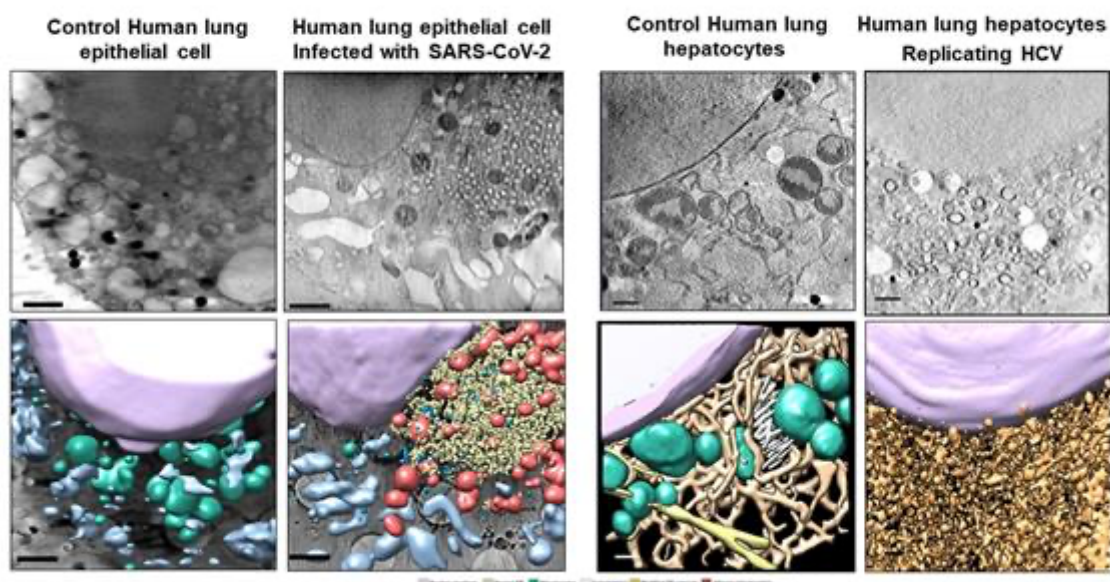 Control Human lung
epithelial cell
Human lung epithelial cell
Infected with SARS-CoV-2
Control Human lung
hepatocytes
Human lung hepatocytes
Replicating HCV